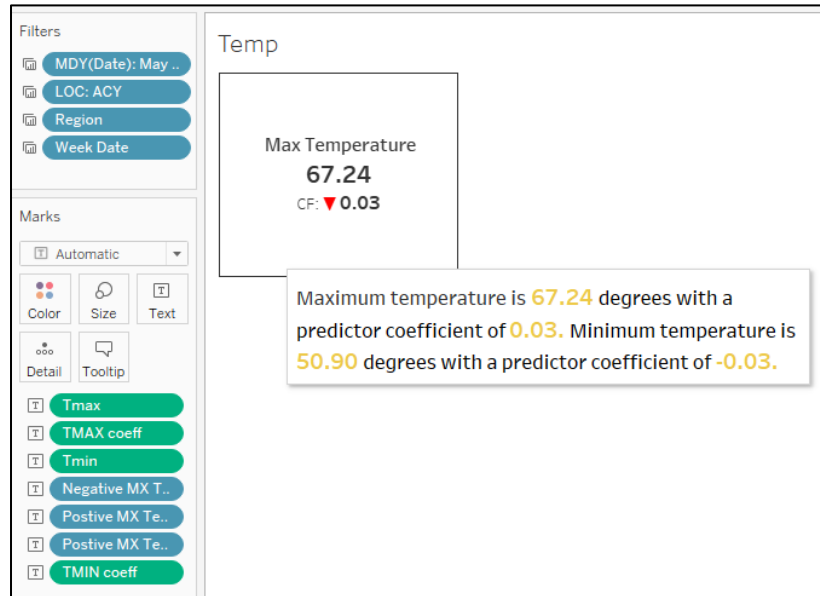 Filters
MDY(Date): May ..
LOC: ACY
Region
Week Date
Marks
Automatic
Color
Size
Text
Detail
Tooltip
Tmax
TMAX coeff
Tmin
Negative MX T..
Postive MX Te..
Postive MX Te..
TMIN coeff
Temp
Max Temperature
67.24
CF: ▼ 0.03
Maximum temperature is 67.24 degrees with a
predictor coefficient of 0.03. Minimum temperature is
50.90 degrees with a predictor coefficient of -0.03.